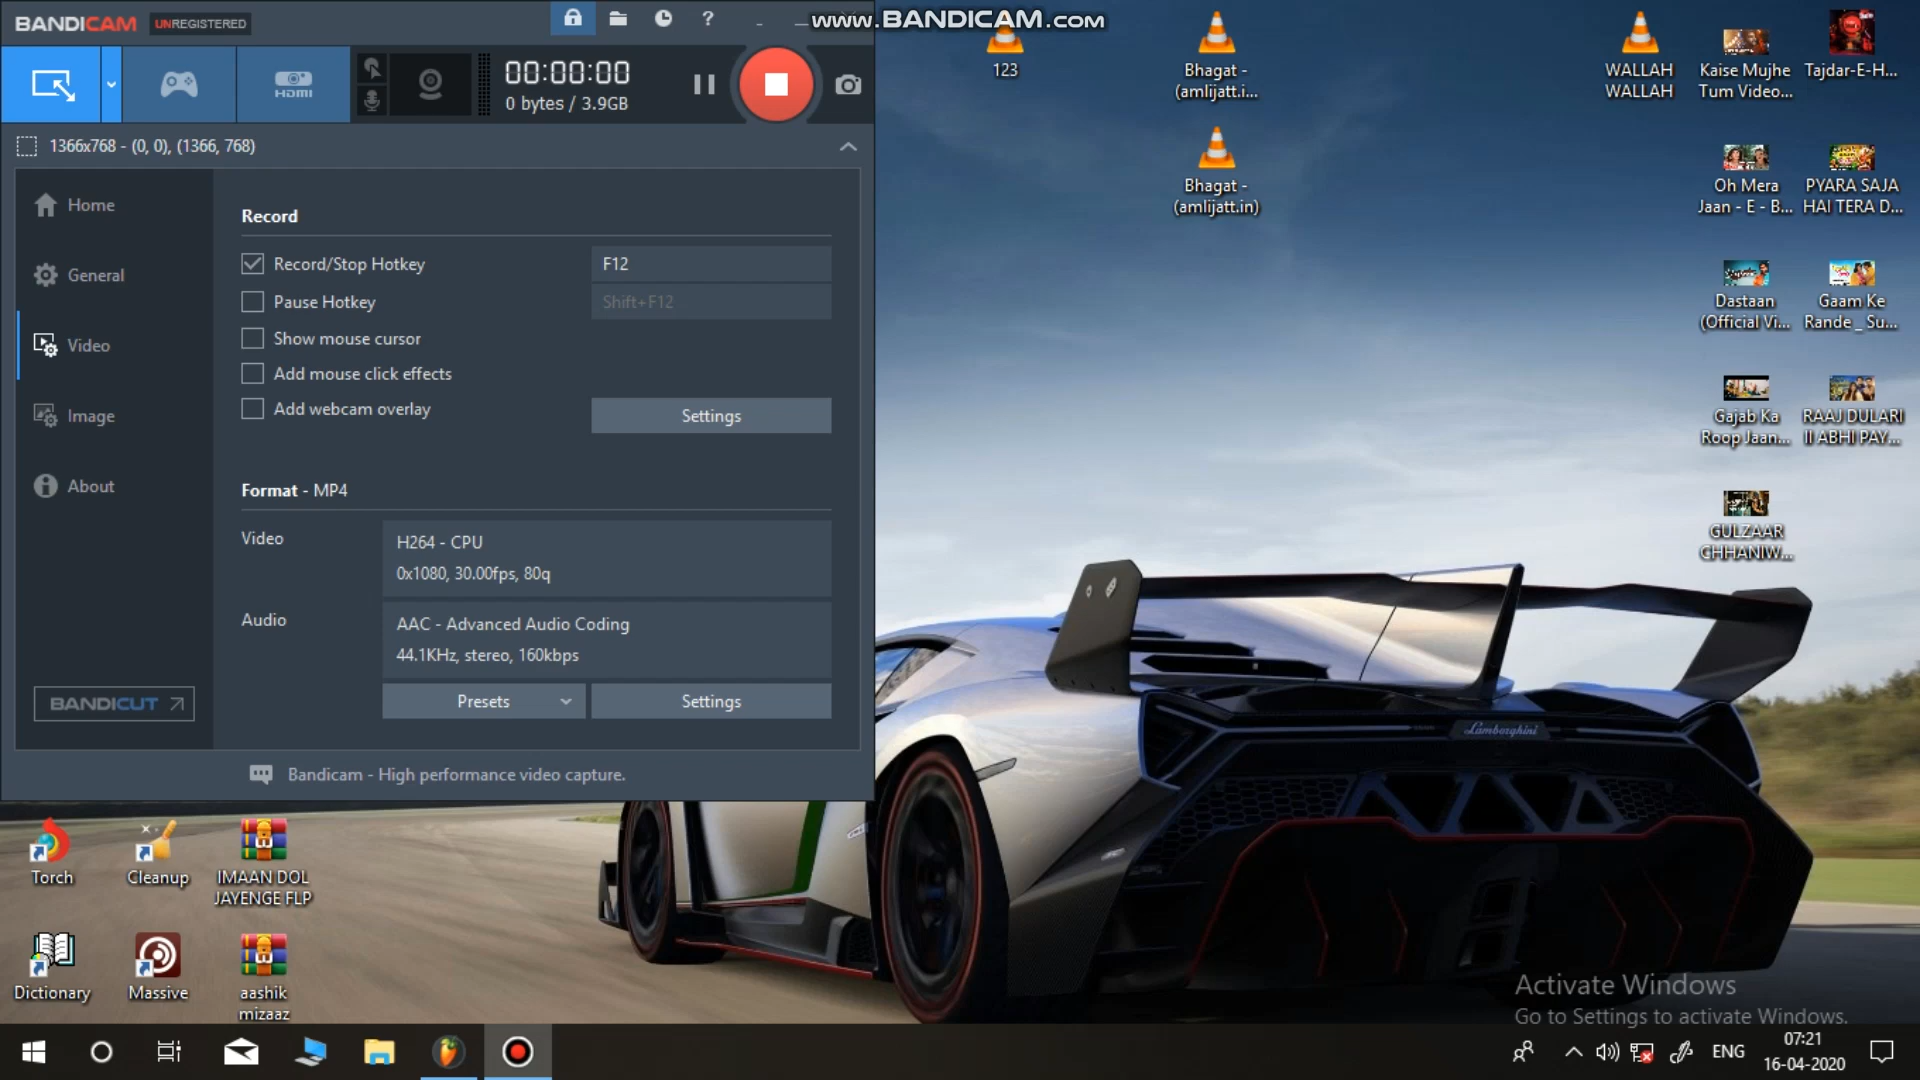 BANDICAM UNREGISTERED
www.BANDICAM.com
HDMI
00:00:00
0 bytes / 3.9GB
1366x768 - (0, 0), (1366, 768)
Home
General
Video
Image
About
BANDICUT
Record
Record/Stop Hotkey
F12
Pause Hotkey
Shift+F12
Show mouse cursor
Add mouse click effects
Add webcam overlay
Settings
Format - MP4
Video
H264 - CPU
0x1080, 30.00fps, 80q
Audio
AAC - Advanced Audio Coding
44.1KHz, stereo, 160kbps
Presets
Settings
Bandicam - High performance video capture.
123
Bhagat -
(amlijatt.i...
Bhagat -
(amlijatt.in)
WALLAH
WALLAH
Kaise Mujhe
Tum Video...
Tajdar-E-H...
Oh Mera
Jaan - E - B...
PYARA SAJA
HAI TERA D...
Dastaan
(Official Vi...
Gaam Ke
Rande _ Su...
Gajab Ka
Roop Jaan...
RAAJ DULARI
II ABHI PAY...
GULZAAR
CHHANIW...
Lamborghini
Torch
Cleanup
IMAAN DOL
JAYENGE FLP
Dictionary
Massive
aashik
mizaaz
Activate Windows
Go to Settings to activate Windows.
ENG
07:21
16-04-2020